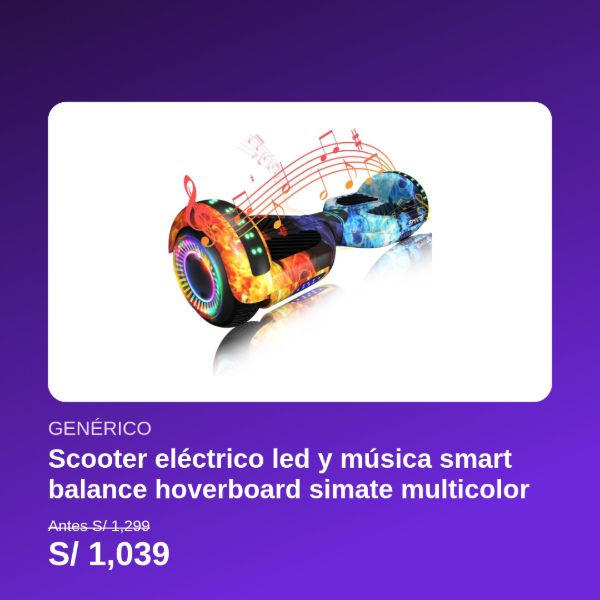 GENÉRICO
Scooter eléctrico led y música smart
balance hoverboard simate multicolor
Antes S/ 1,299
S/ 1,039